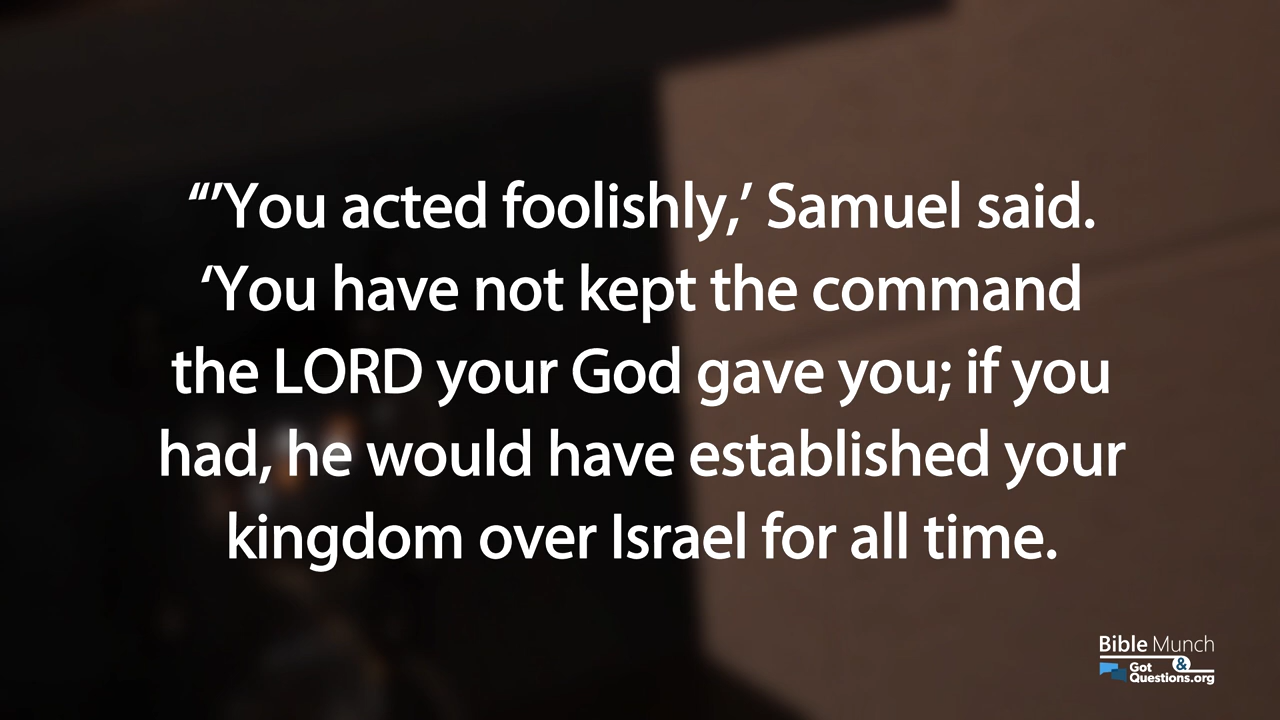 “‘You acted foolishly,’ Samuel said.
‘You have not kept the command
the LORD your God gave you; if you
had, he would have established your
kingdom over Israel for all time.
Bible Munch
&
Got
Questions.org